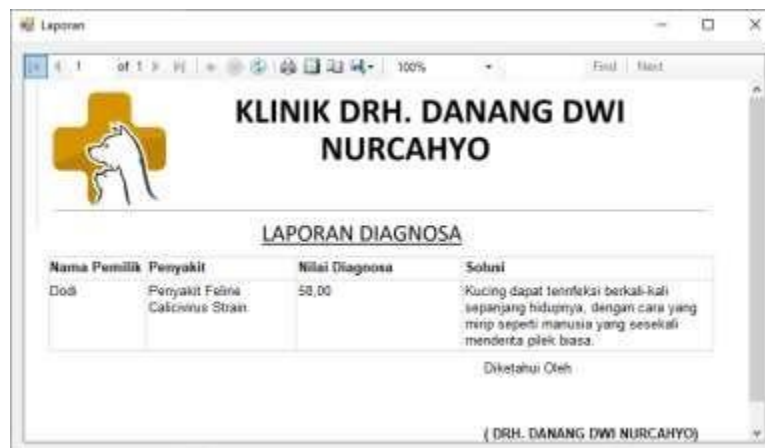 Laporan
1 of 1 100% Find Next
KLINIK DRH. DANANG DWI
NURCAHYO
LAPORAN DIAGNOSA
Nama Pemilik Penyakit Nilai Diagnosa Solusi
Dodi Penyakit Feline 58,00 Kucing dapat terinfeksi berkali-kali
Calicivirus Strain sepanjang hidupnya, dengan cara yang
mirip seperti manusia yang sesekali
menderita pilek biasa.
Diketahui Oleh
( DRH. DANANG DWI NURCAHYO)